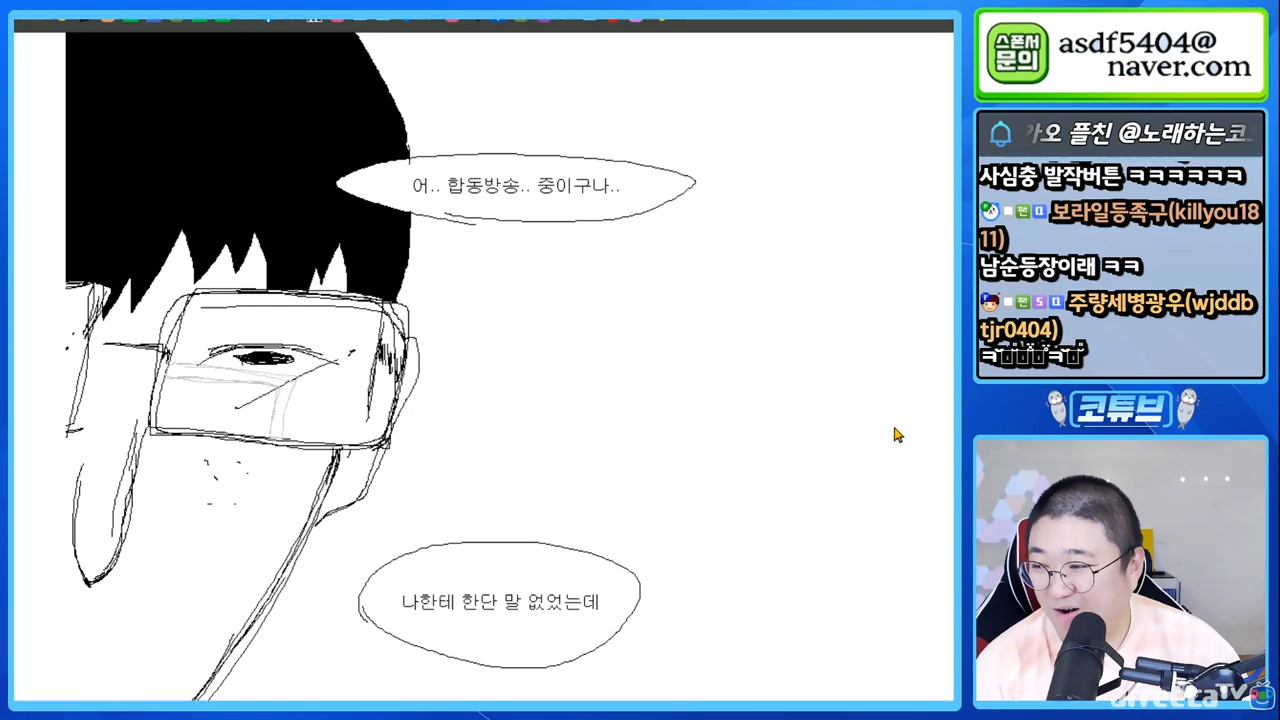 어.. 합동방송.. 중이구나..
나한테 한단 말 없었는데
스폰서
문의
asdf5404@
naver.com
카오 플친 @노래하는코
사심충 발작버튼 ㅋㅋㅋㅋㅋㅋ
팬 보라일등족구(killyou18
11)
남순등장이래 ㅋㅋ
팬 S 주량세병광우(wjddb
tjr0404)
코튜브
afreecaTV